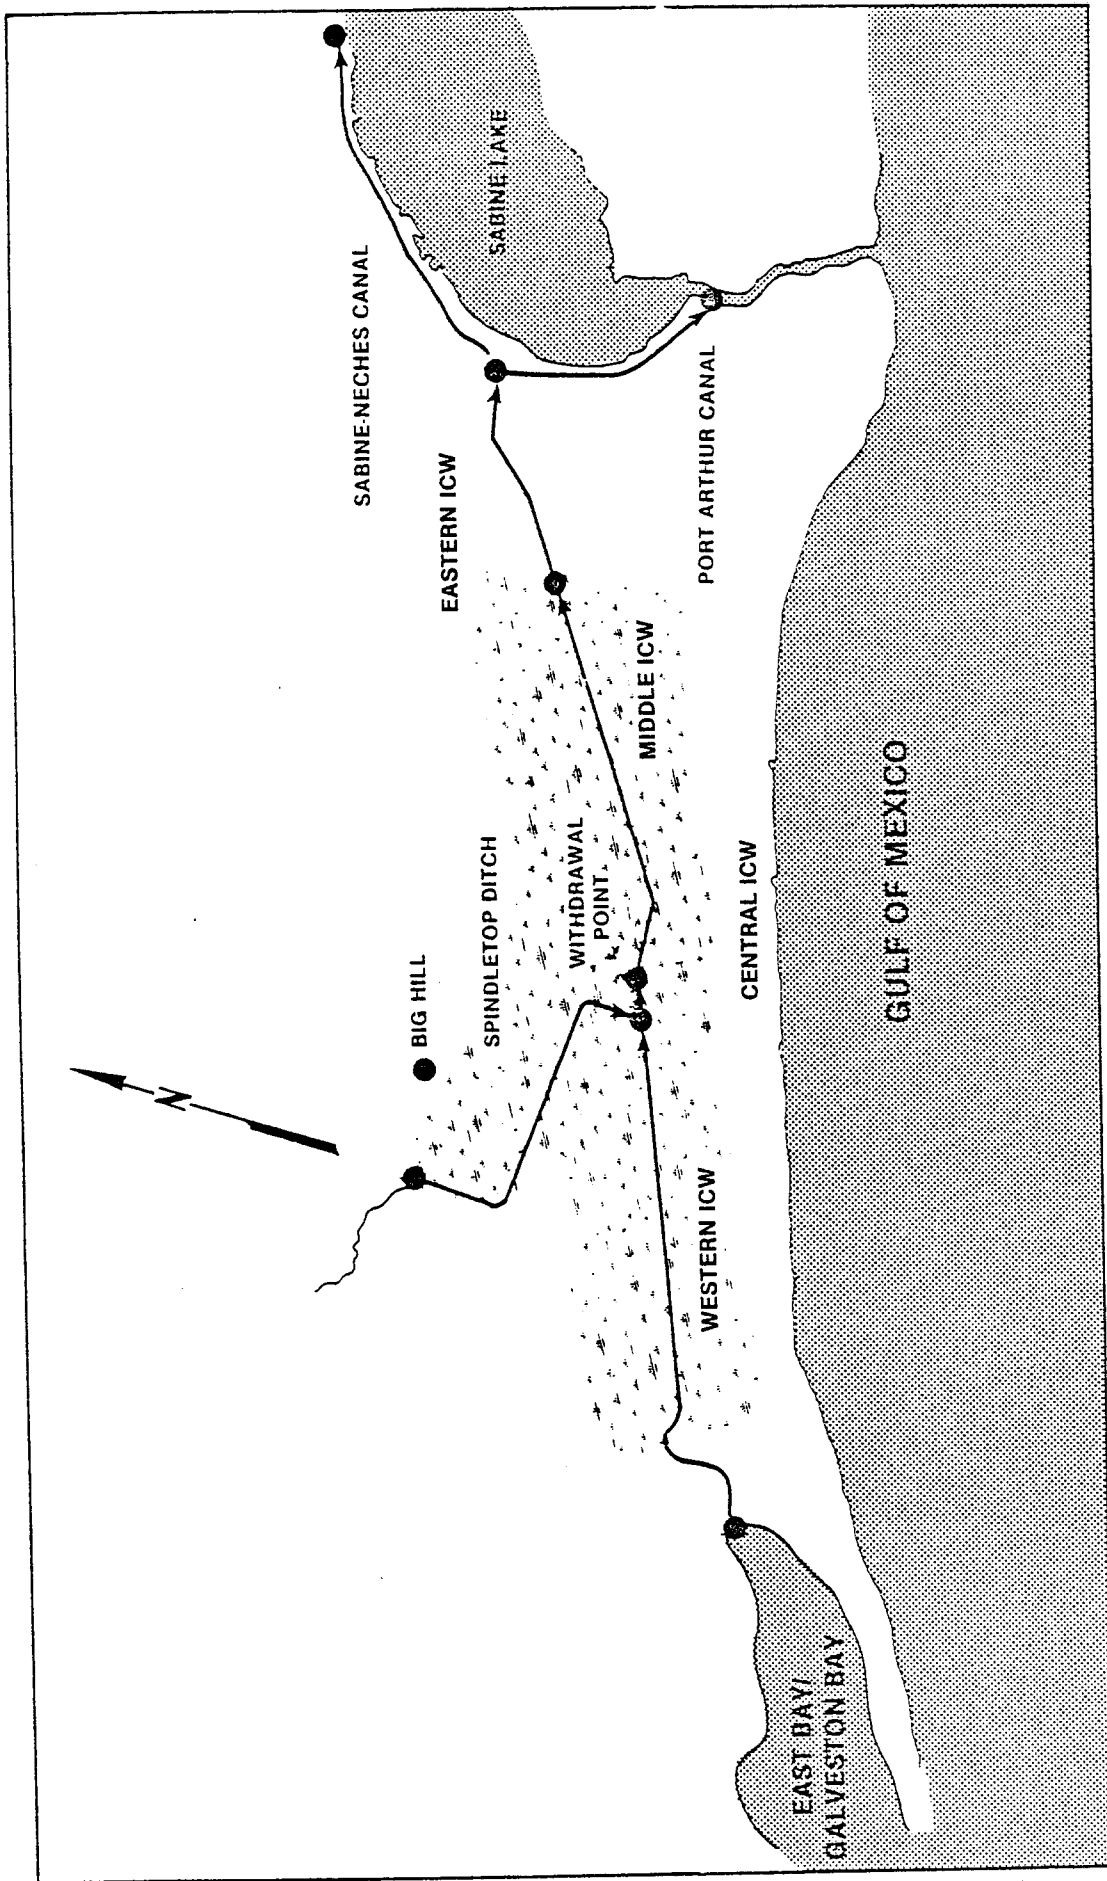 N
SABINE-NECHES CANAL
SABINE LAKE
EASTERN ICW
BIG HILL
SPINDLETOP DITCH
WITHDRAWAL
POINT
MIDDLE ICW
PORT ARTHUR CANAL
WESTERN ICW
CENTRAL ICW
EAST BAY/
GALVESTON BAY
GULF OF MEXICO